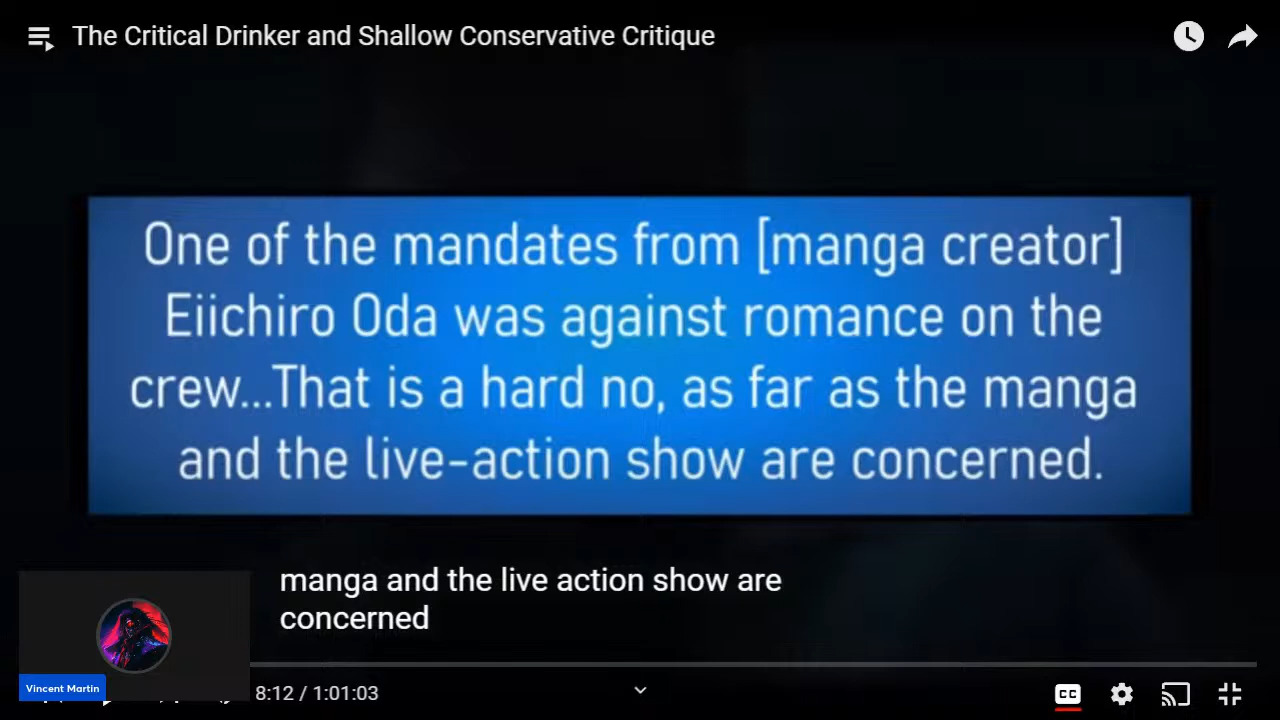 The Critical Drinker and Shallow Conservative Critique
One of the mandates from [manga creator]
Eiichiro Oda was against romance on the
crew...That is a hard no, as far as the manga
and the live-action show are concerned.
manga and the live action show are
concerned
Vincent Martin
8:12 / 1:01:03
CC